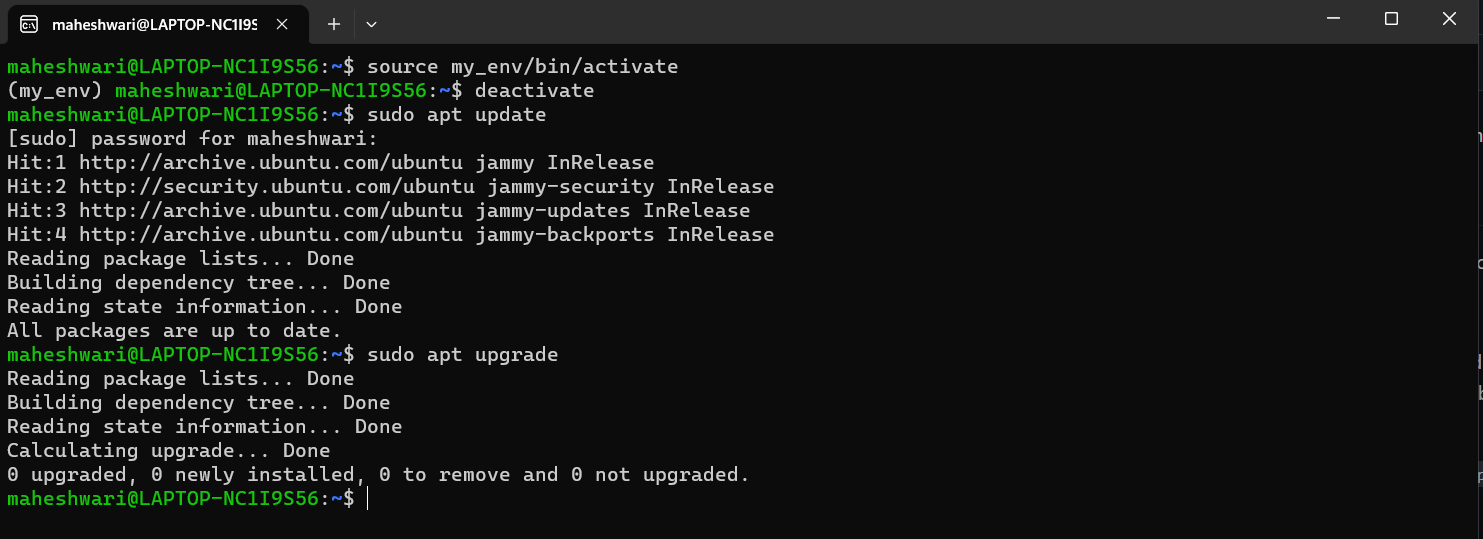 maheshwari@LAPTOP-NC1I9S
maheshwari@LAPTOP-NC1I9S56:~$ source my_env/bin/activate
(my_env) maheshwari@LAPTOP-NC1I9S56:~$ deactivate
maheshwari@LAPTOP-NC1I9S56:~$ sudo apt update
[sudo] password for maheshwari:
Hit:1 http://archive.ubuntu.com/ubuntu jammy InRelease
Hit:2 http://security.ubuntu.com/ubuntu jammy-security InRelease
Hit:3 http://archive.ubuntu.com/ubuntu jammy-updates InRelease
Hit:4 http://archive.ubuntu.com/ubuntu jammy-backports InRelease
Reading package lists... Done
Building dependency tree... Done
Reading state information... Done
All packages are up to date.
maheshwari@LAPTOP-NC1I9S56:~$ sudo apt upgrade
Reading package lists... Done
Building dependency tree... Done
Reading state information... Done
Calculating upgrade... Done
0 upgraded, 0 newly installed, 0 to remove and 0 not upgraded.
maheshwari@LAPTOP-NC1I9S56:~$